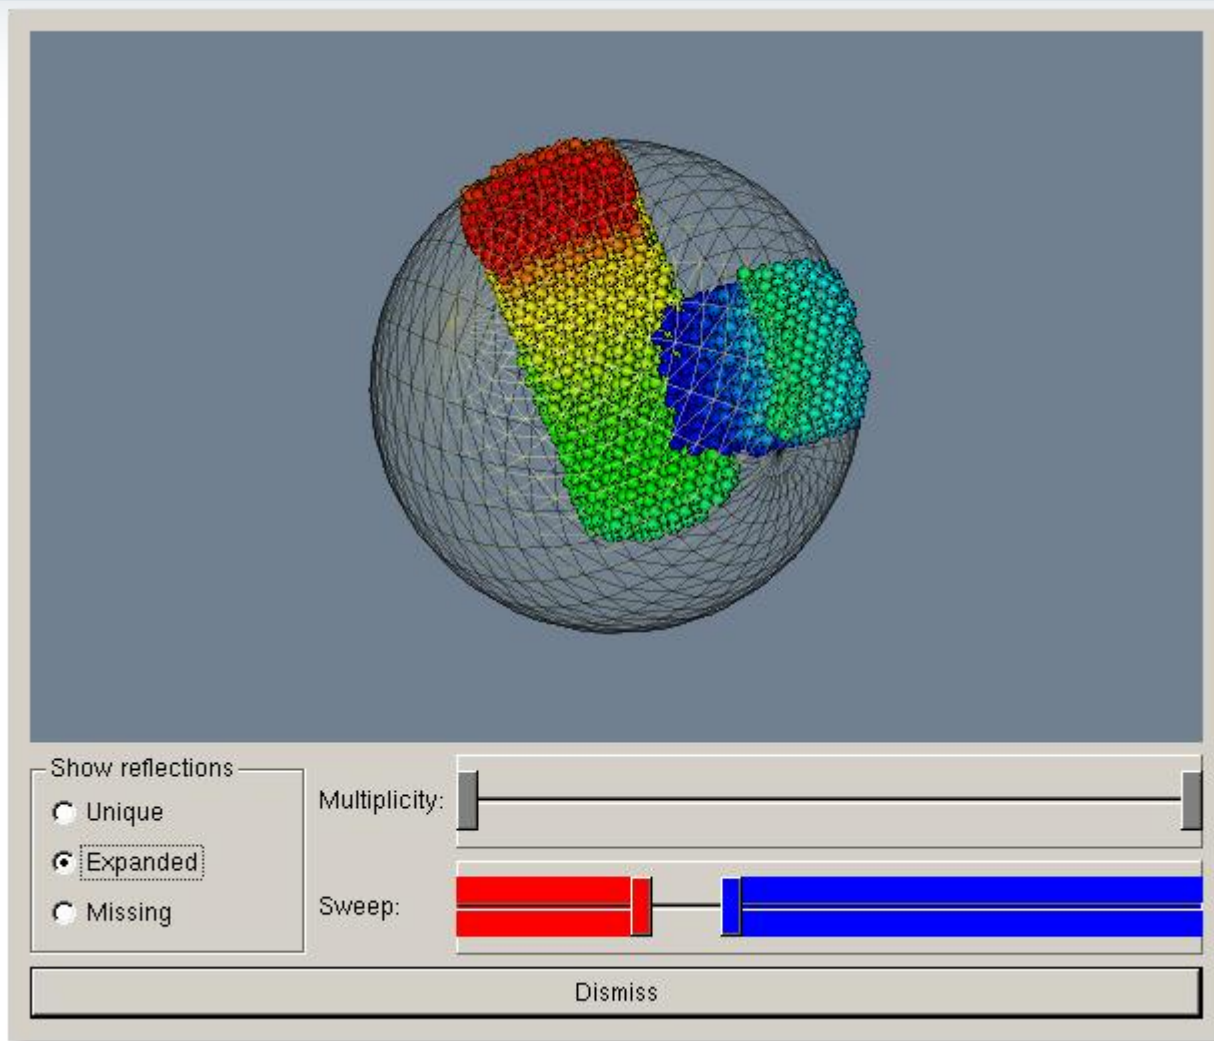 Show reflections
Unique
Expanded
Missing
Multiplicity:
Sweep:
Dismiss